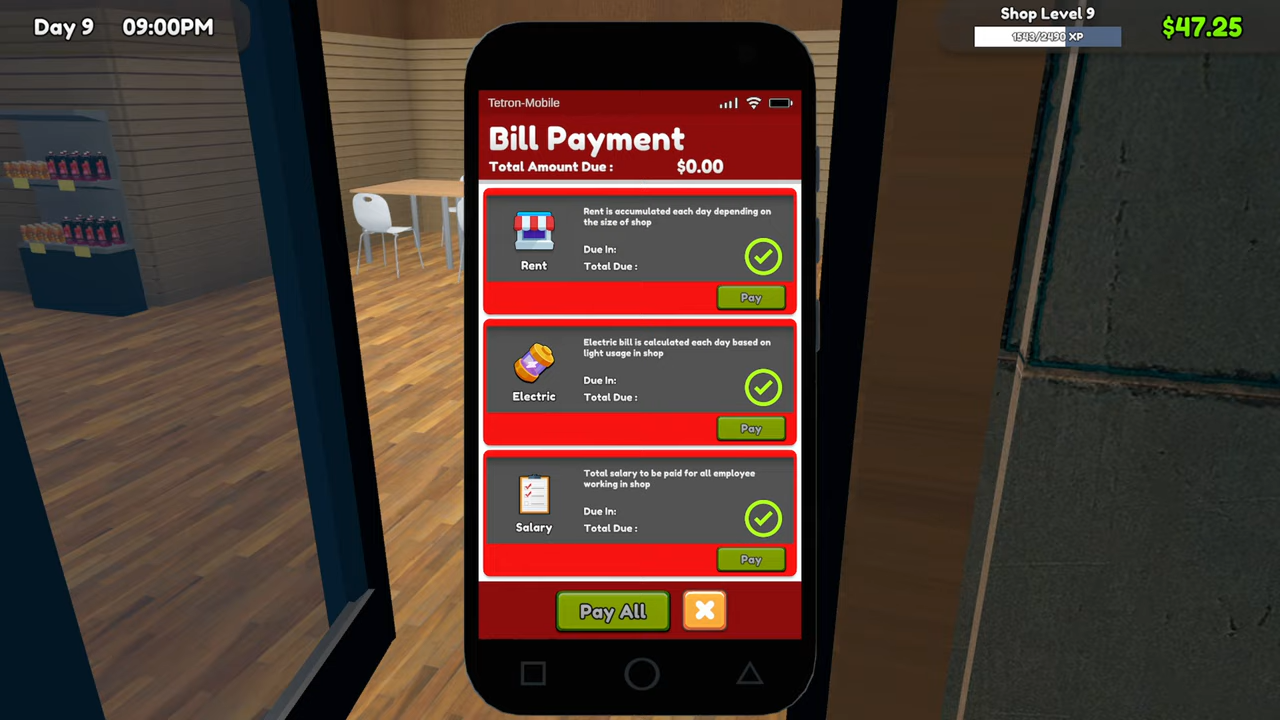 Day 9 09:00PM
Shop Level 9
1543/2490 XP
$47.25
Tetron-Mobile
Bill Payment
Total Amount Due : $0.00
Rent is accumulated each day depending on
the size of shop
Due In:
Total Due :
Rent
Pay
Electric bill is calculated each day based on
light usage in shop
Due In:
Total Due :
Electric
Pay
Total salary to be paid for all employee
working in shop
Due In:
Total Due :
Salary
Pay
Pay All